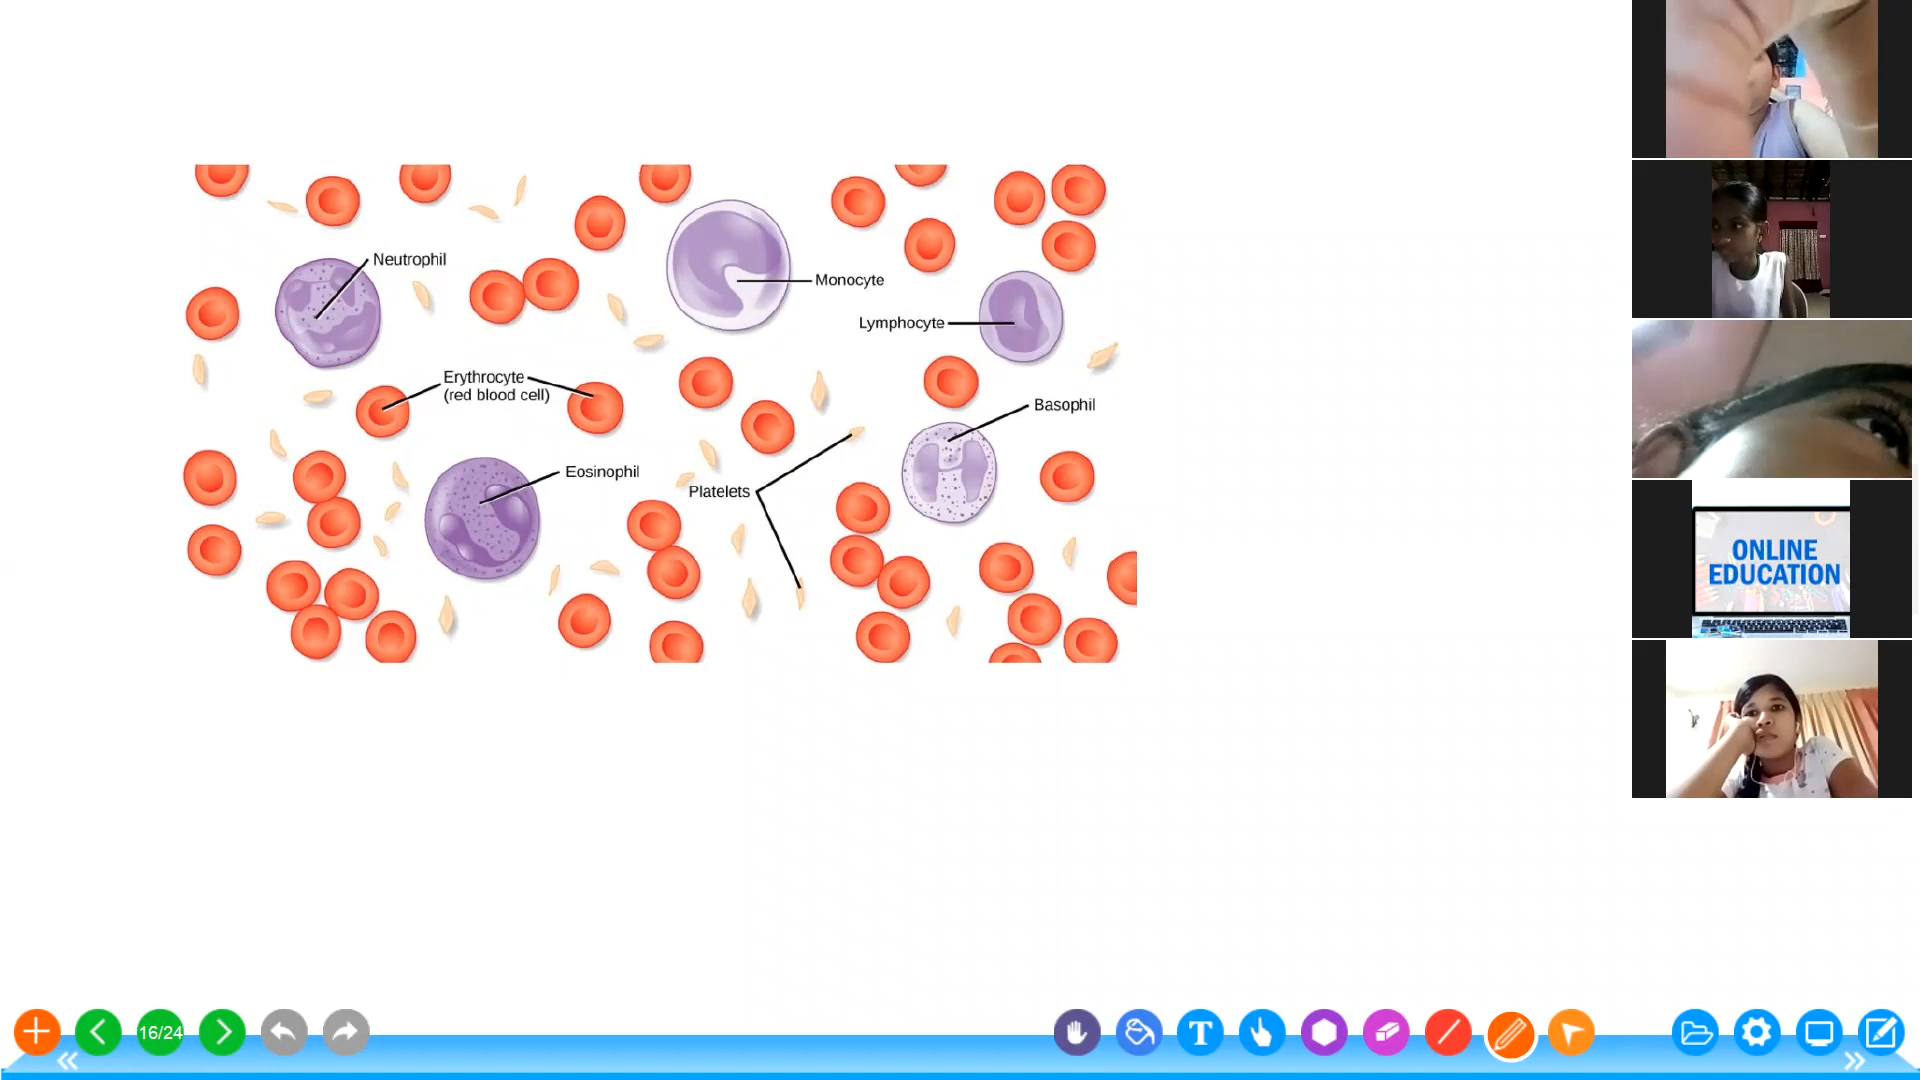 Neutrophil
Monocyte
Lymphocyte
Erythrocyte
(red blood cell)
Basophil
Eosinophil
Platelets
ONLINE
EDUCATION
16/24
T